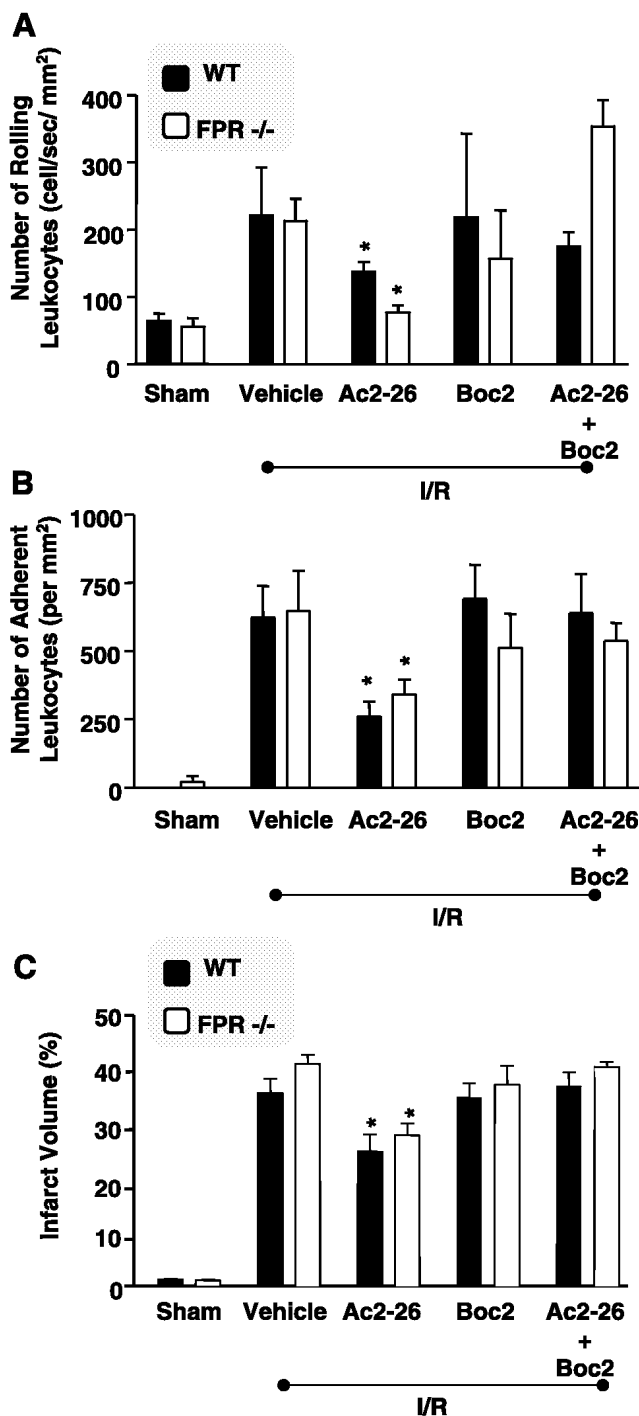 A
WT
FPR -/-
Number of Rolling
Leukocytes (cell/sec/ mm²)
400
300
200
100
0
*
*
Sham Vehicle Ac2-26 Boc2 Ac2-26
+
Boc2
I/R
B
Number of Adherent
Leukocytes (per mm²)
1000
750
500
250
0
*
*
Sham Vehicle Ac2-26 Boc2 Ac2-26
+
Boc2
I/R
C
WT
FPR -/-
Infarct Volume (%)
50
40
30
20
10
0
*
*
Sham Vehicle Ac2-26 Boc2 Ac2-26
+
Boc2
I/R